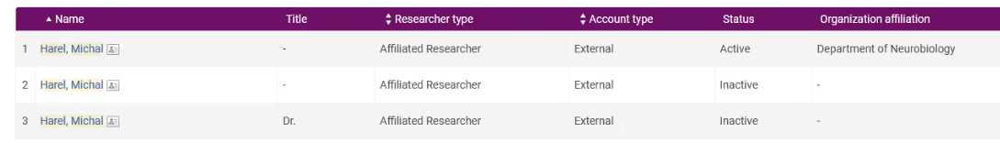 Name Title Researcher type Account type Status Organization affiliation
1 Harel, Michal - Affiliated Researcher External Active Department of Neurobiology
2 Harel, Michal - Affiliated Researcher External Inactive -
3 Harel, Michal Dr. Affiliated Researcher External Inactive -